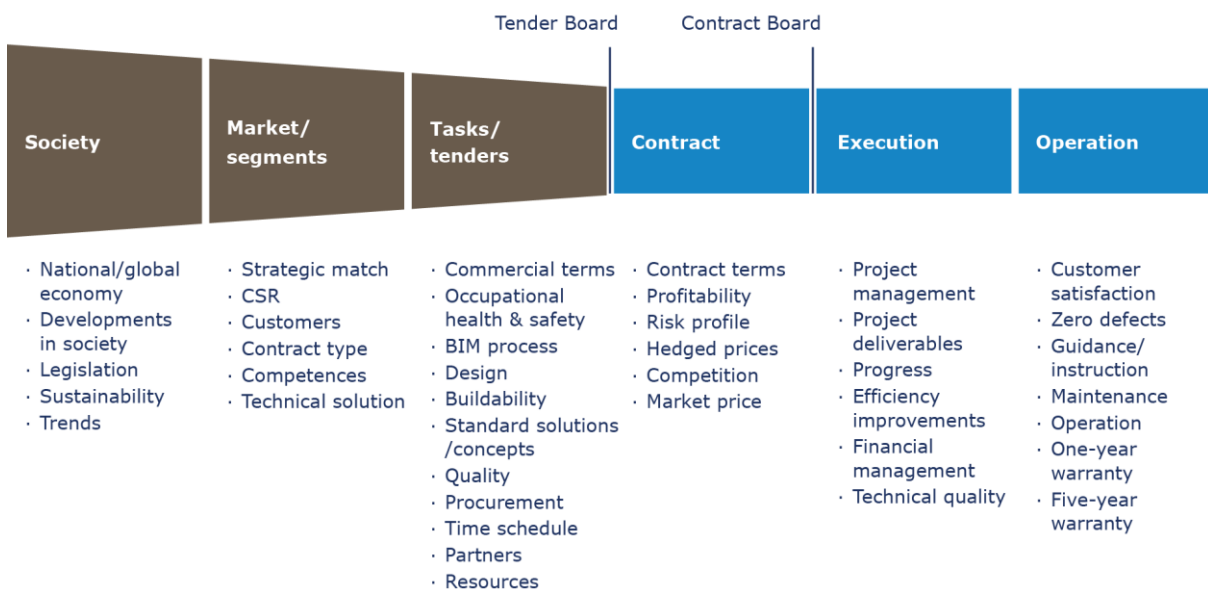 Tender Board
Contract Board
Society
Market/
segments
Tasks/
tenders
Contract
Execution
Operation
· National/global
economy
· Developments
in society
· Legislation
· Sustainability
· Trends
· Strategic match
· CSR
· Customers
· Contract type
· Competences
· Technical solution
· Commercial terms
· Occupational
health & safety
· BIM process
· Design
· Buildability
· Standard solutions
/concepts
· Quality
· Procurement
· Time schedule
· Partners
· Resources
· Contract terms
· Profitability
· Risk profile
· Hedged prices
· Competition
· Market price
· Project
management
· Project
deliverables
· Progress
· Efficiency
improvements
· Financial
management
· Technical quality
· Customer
satisfaction
· Zero defects
· Guidance/
instruction
· Maintenance
· Operation
· One-year
warranty
· Five-year
warranty